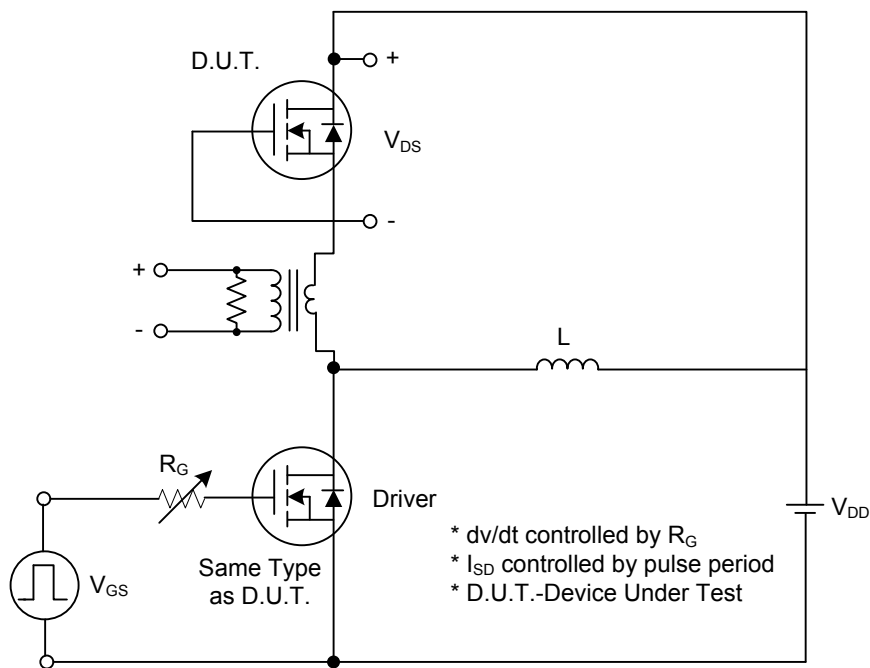 D.U.T.
+
VDS
-
+
-
L
RG
Driver
VDD
VGS
Same Type
as D.U.T.
* dv/dt controlled by RG
* ISD controlled by pulse period
* D.U.T.-Device Under Test